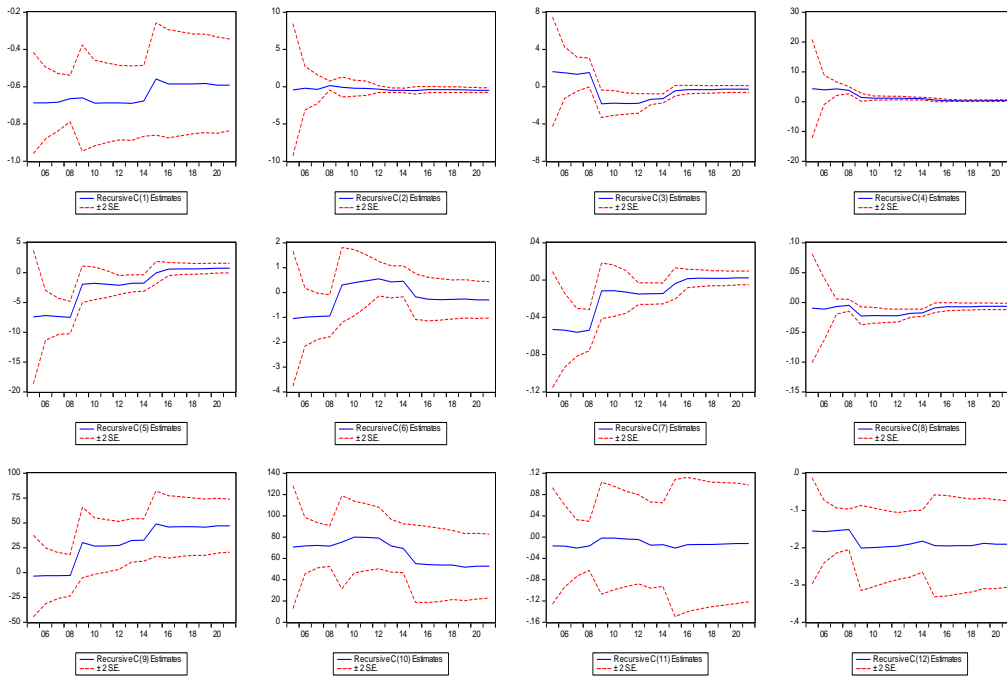 -0.2
-0.4
-0.6
-0.8
-1.0
06 08 10 12 14 16 18 20
Recursive C(1) Estimates
± 2 S.E.
10
5
0
-5
-10
06 08 10 12 14 16 18 20
Recursive C(2) Estimates
± 2 S.E.
8
4
0
-4
-8
06 08 10 12 14 16 18 20
Recursive C(3) Estimates
± 2 S.E.
30
20
10
0
-10
-20
06 08 10 12 14 16 18 20
Recursive C(4) Estimates
± 2 S.E.
5
0
-5
-10
-15
-20
06 08 10 12 14 16 18 20
Recursive C(5) Estimates
± 2 S.E.
2
1
0
-1
-2
-3
-4
06 08 10 12 14 16 18 20
Recursive C(6) Estimates
± 2 S.E.
.04
.00
-.04
-.08
-.12
06 08 10 12 14 16 18 20
Recursive C(7) Estimates
± 2 S.E.
.10
.05
.00
-.05
-.10
-.15
06 08 10 12 14 16 18 20
Recursive C(8) Estimates
± 2 S.E.
100
75
50
25
0
-25
-50
06 08 10 12 14 16 18 20
Recursive C(9) Estimates
± 2 S.E.
140
120
100
80
60
40
20
0
06 08 10 12 14 16 18 20
Recursive C(10) Estimates
± 2 S.E.
.12
.08
.04
.00
-.04
-.08
-.12
-.16
06 08 10 12 14 16 18 20
Recursive C(11) Estimates
± 2 S.E.
.0
-.1
-.2
-.3
-.4
06 08 10 12 14 16 18 20
Recursive C(12) Estimates
± 2 S.E.